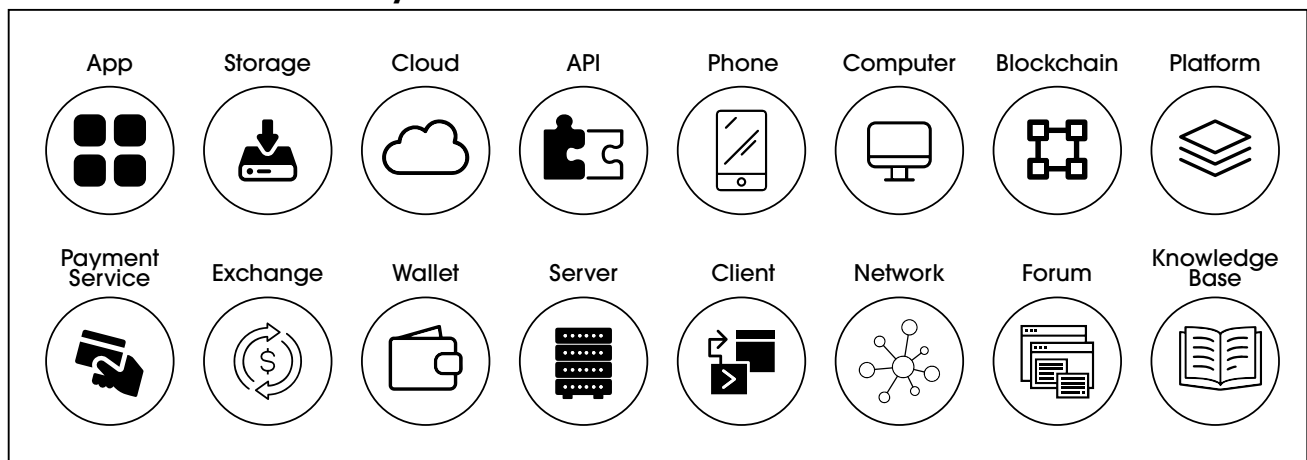 App Storage Cloud API Phone Computer Blockchain Platform
Payment Service Exchange Wallet Server Client Network Forum Knowledge Base
$